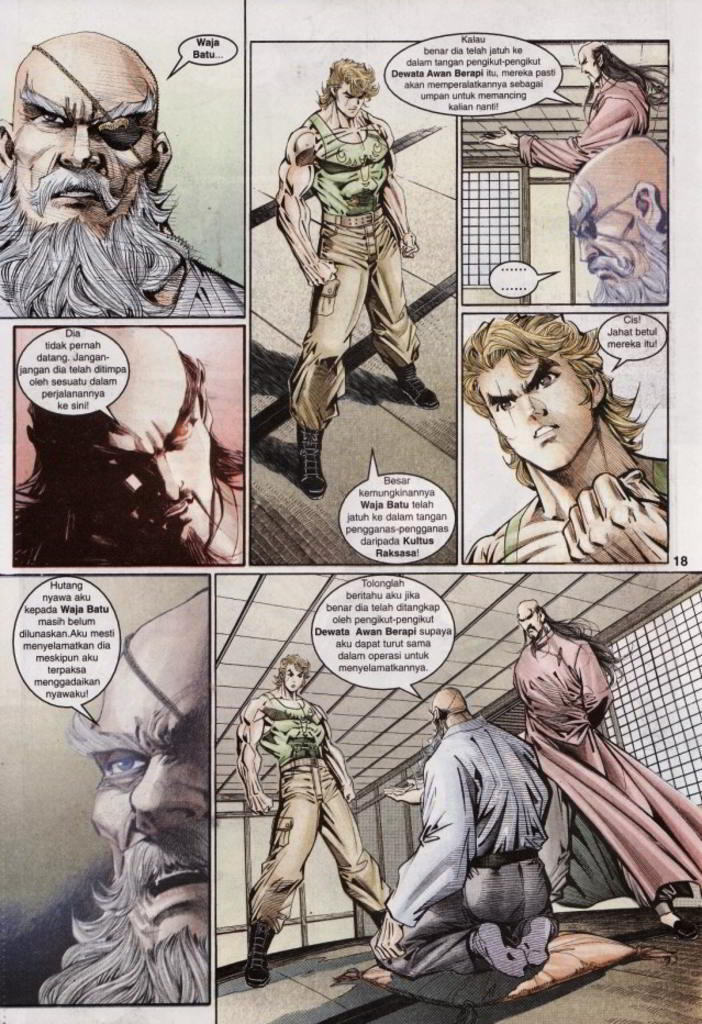 Waja
Batu...
Dia
tidak pernah
datang. Jangan-
jangan dia telah ditimpa
oleh sesuatu dalam
perjalanannya
ke sini!
Besar
kemungkinannya
Waja Batu telah
jatuh ke dalam tangan
pengganas-pengganas
daripada Kultus
Raksasa!
Kalau
benar dia telah jatuh ke
tangan pengikut-pengikut
Dewata Awan Berapi itu, mereka pasti
akan memperalatkannya sebagai
umpan untuk memancing
kalian nanti!
......
......
Cis!
Jahat betul
mereka itu!
18
Hutang
nyawa aku
kepada Waja Batu
masih belum
dilunaskan.Aku mesti
menyelamatkan dia
meskipun aku
terpaksa
menggadaikan
nyawaku!
Tolonglah
beritahu aku jika
benar dia telah ditangkap
oleh pengikut-pengikut
Dewata Awan Berapi supaya
aku dapat turut sama
dalam operasi untuk
menyelamatkannya.